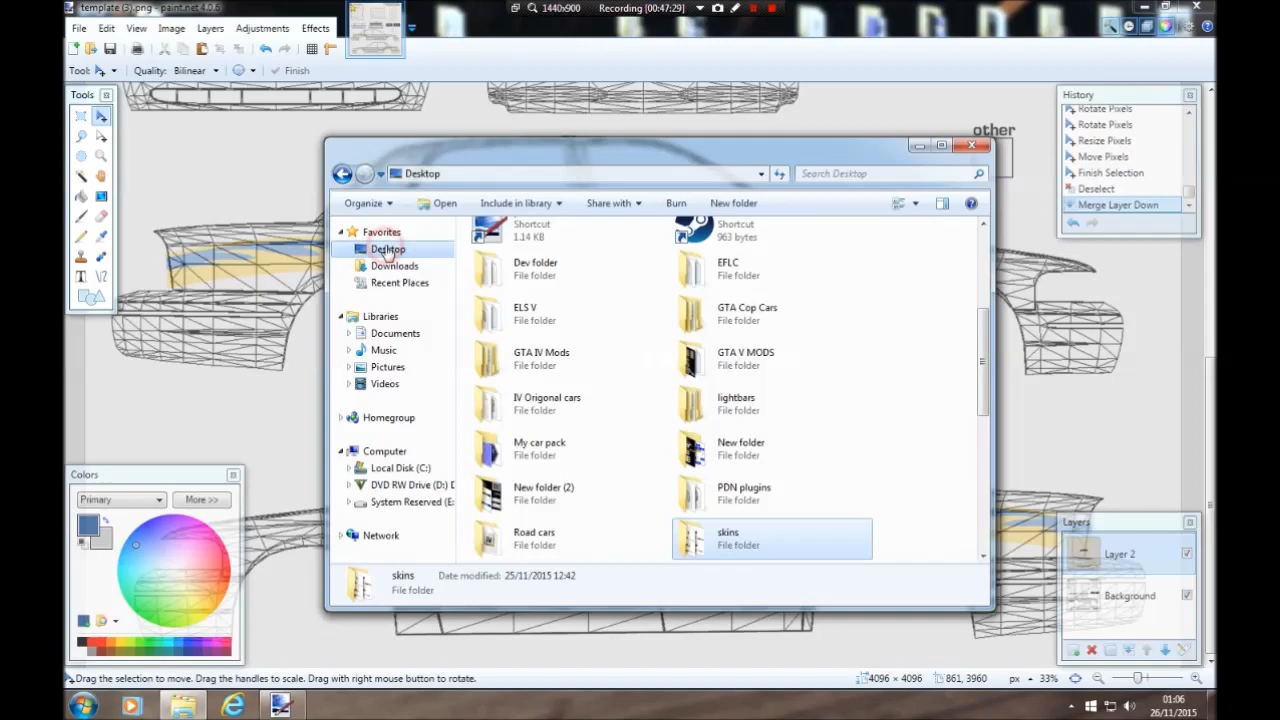 template (3).png - paint.net 4.0.6
1440x900
Recording (00:47:29)
File Edit View Image Layers Adjustments Effects
Tool: Quality: Bilinear Finish
Tools
History
Rotate Pixels
Rotate Pixels
Resize Pixels
Move Pixels
Finish Selection
Deselect
Merge Layer Down
other
Desktop
Search Desktop
Organize Open Include in library Share with Burn New folder
Favorites
Desktop
Downloads
Recent Places
Libraries
Documents
Music
Pictures
Videos
Homegroup
Computer
Local Disk (C:)
DVD RW Drive (D:) D
System Reserved (E:
Network
Shortcut
1.14 KB
Shortcut
963 bytes
Dev folder
File folder
EFLC
File folder
ELS V
File folder
GTA Cop Cars
File folder
GTA IV Mods
File folder
GTA V MODS
File folder
IV Origonal cars
File folder
lightbars
File folder
My car pack
File folder
New folder
File folder
New folder (2)
File folder
PDN plugins
File folder
Road cars
File folder
skins
File folder
skins Date modified: 25/11/2015 12:42
File folder
Colors
Primary More >>
Layers
Layer 2
Background
Drag the selection to move. Drag the handles to scale. Drag with right mouse button to rotate.
4096 × 4096 861, 3960 px 33%
01:06
26/11/2015